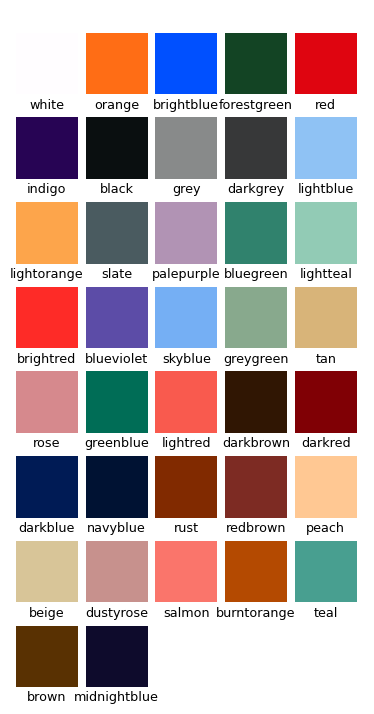 white orange brightblue forestgreen red
indigo black grey darkgrey lightblue
lightorange slate palepurple bluegreen lightteal
brightred blueviolet skyblue greygreen tan
rose greenblue lightred darkbrown darkred
darkblue navyblue rust redbrown peach
beige dustyrose salmon burntorange teal
brown midnightblue